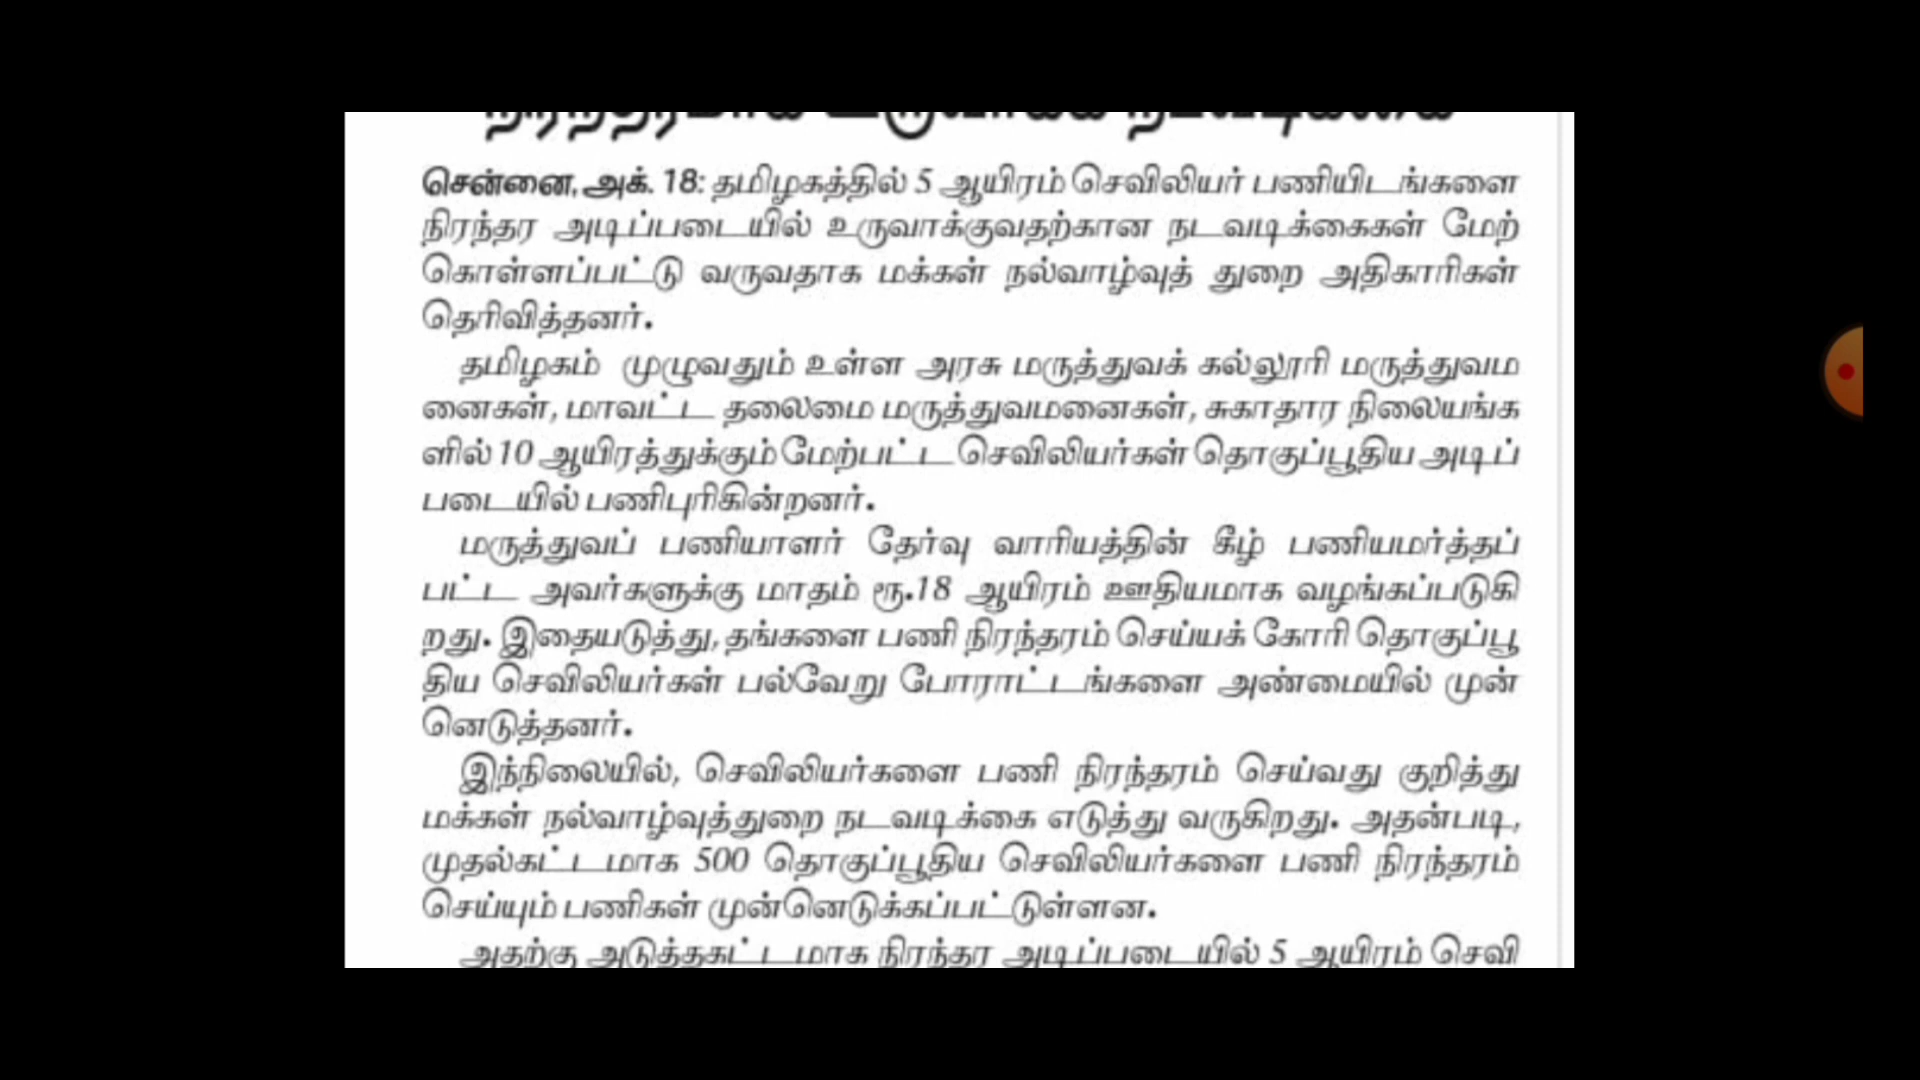 நிரந்தரமாக உருவாக்க நடவடிக்கை
சென்னை, அக். 18: தமிழகத்தில் 5 ஆயிரம் செவிலியர் பணியிடங்களை
நிரந்தர அடிப்படையில் உருவாக்குவதற்கான நடவடிக்கைகள் மேற்
கொள்ளப்பட்டு வருவதாக மக்கள் நல்வாழ்வுத் துறை அதிகாரிகள்
தெரிவித்தனர்.
தமிழகம் முழுவதும் உள்ள அரசு மருத்துவக் கல்லூரி மருத்துவம
னைகள், மாவட்ட தலைமை மருத்துவமனைகள், சுகாதார நிலையங்க
ளில் 10 ஆயிரத்துக்கும் மேற்பட்ட செவிலியர்கள் தொகுப்பூதிய அடிப்
படையில் பணிபுரிகின்றனர்.
மருத்துவப் பணியாளர் தேர்வு வாரியத்தின் கீழ் பணியமர்த்தப்
பட்ட அவர்களுக்கு மாதம் ரூ.18 ஆயிரம் ஊதியமாக வழங்கப்படுகி
றது. இதையடுத்து, தங்களை பணி நிரந்தரம் செய்யக் கோரி தொகுப்பூ
திய செவிலியர்கள் பல்வேறு போராட்டங்களை அண்மையில் முன்
னெடுத்தனர்.
இந்நிலையில், செவிலியர்களை பணி நிரந்தரம் செய்வது குறித்து
மக்கள் நல்வாழ்வுத்துறை நடவடிக்கை எடுத்து வருகிறது. அதன்படி,
முதல்கட்டமாக 500 தொகுப்பூதிய செவிலியர்களை பணி நிரந்தரம்
செய்யும் பணிகள் முன்னெடுக்கப்பட்டுள்ளன.
அதற்கு அடுத்தகட்டமாக நிரந்தர அடிப்படையில் 5 ஆயிரம் செவி